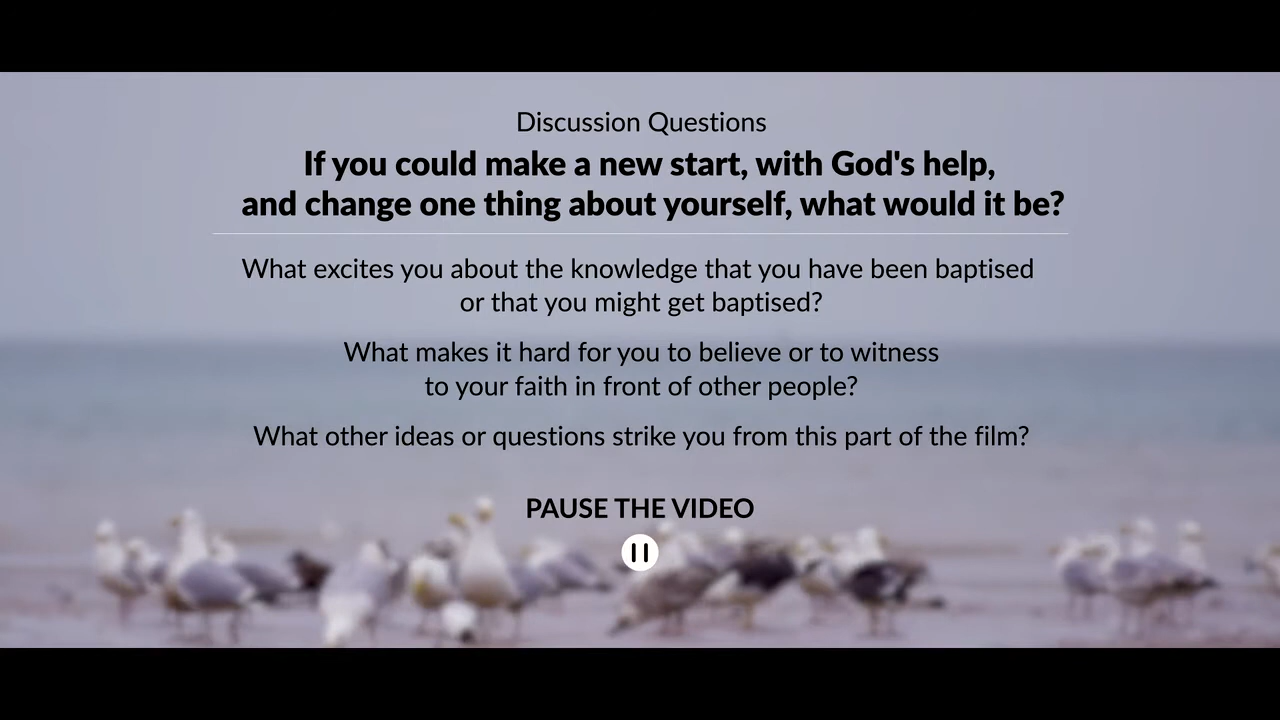 Discussion Questions
If you could make a new start, with God's help,
and change one thing about yourself, what would it be?
What excites you about the knowledge that you have been baptised
or that you might get baptised?
What makes it hard for you to believe or to witness
to your faith in front of other people?
What other ideas or questions strike you from this part of the film?
PAUSE THE VIDEO